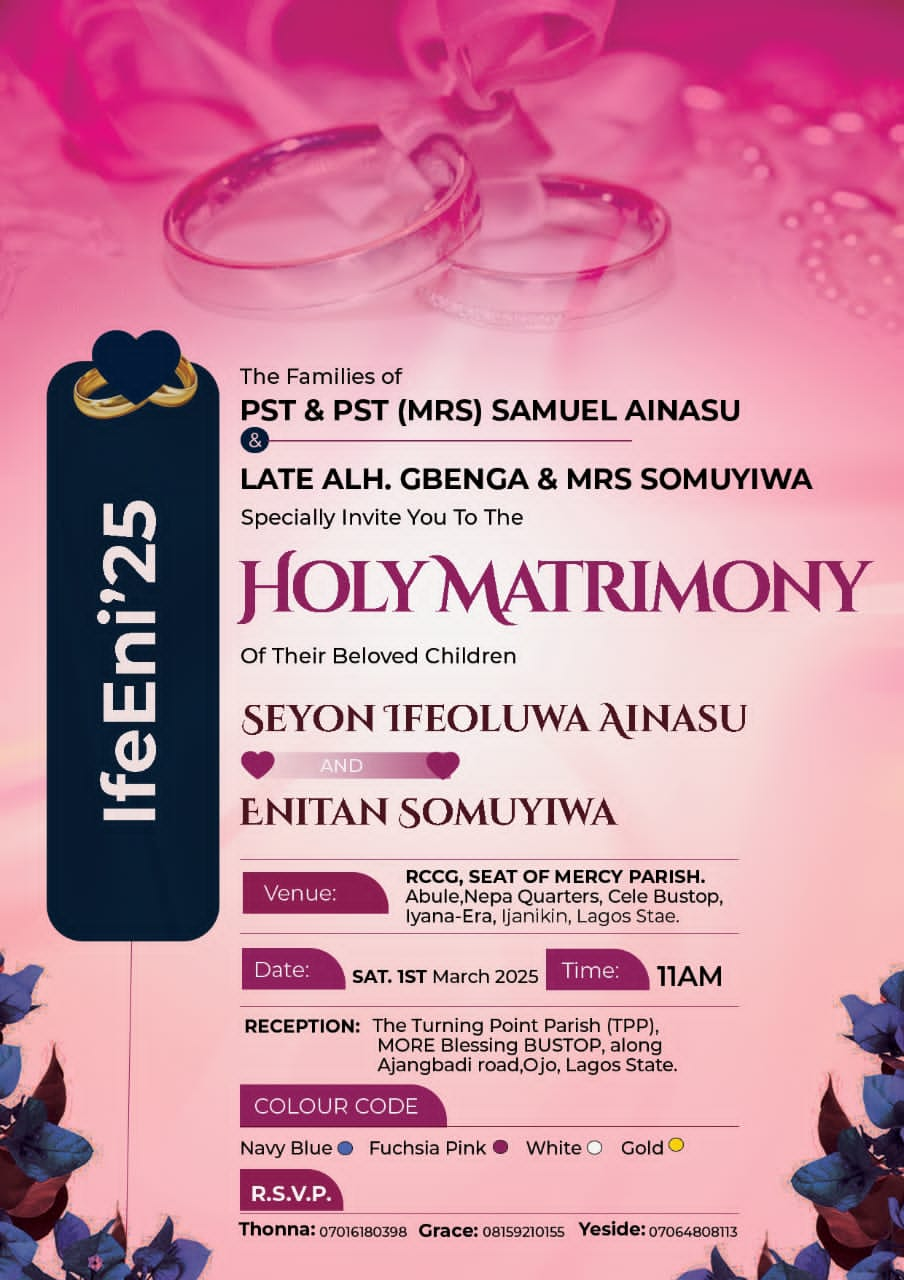 The Families of
PST & PST (MRS) SAMUEL AINASU
&
LATE ALH. GBENGA & MRS SOMUYIWA
Specially Invite You To The
HOLY MATRIMONY
Of Their Beloved Children
SEYON IFEOLUWA AINASU
AND
ENITAN SOMUYIWA
IfeEni’25
Venue: RCCG, SEAT OF MERCY PARISH.
Abule,Nepa Quarters, Cele Bustop,
Iyana-Era, Ijanikin, Lagos Stae.
Date: SAT. 1ST March 2025 Time: 11AM
RECEPTION: The Turning Point Parish (TPP),
MORE Blessing BUSTOP, along
Ajangbadi road,Ojo, Lagos State.
COLOUR CODE
Navy Blue Fuchsia Pink White Gold
R.S.V.P.
Thonna: 07016180398 Grace: 08159210155 Yeside: 07064808113